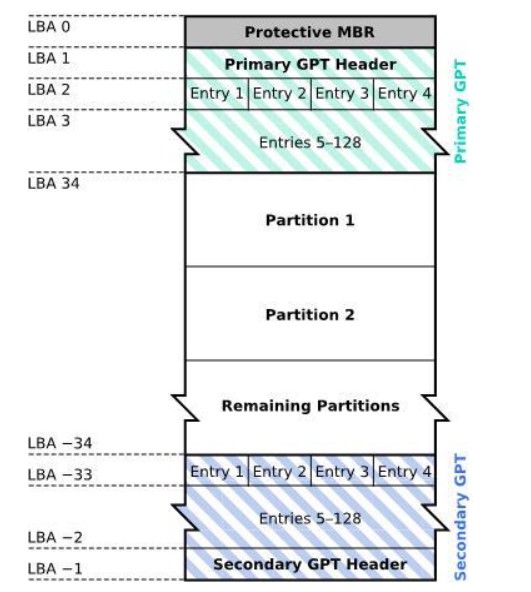 LBA 0
Protective MBR
LBA 1
Primary GPT Header
LBA 2
Entry 1 Entry 2 Entry 3 Entry 4
LBA 3
Entries 5–128
Primary GPT
LBA 34
Partition 1
Partition 2
Remaining Partitions
LBA −34
LBA −33
Entry 1 Entry 2 Entry 3 Entry 4
Entries 5–128
LBA −2
Secondary GPT Header
LBA −1
Secondary GPT